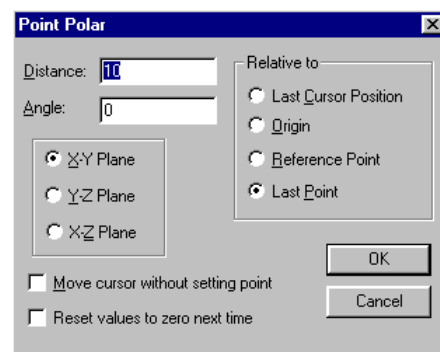 Point Polar
Distance: 10
Angle: 0
X-Y Plane
Y-Z Plane
X-Z Plane
Relative to
Last Cursor Position
Origin
Reference Point
Last Point
Move cursor without setting point
Reset values to zero next time
OK
Cancel